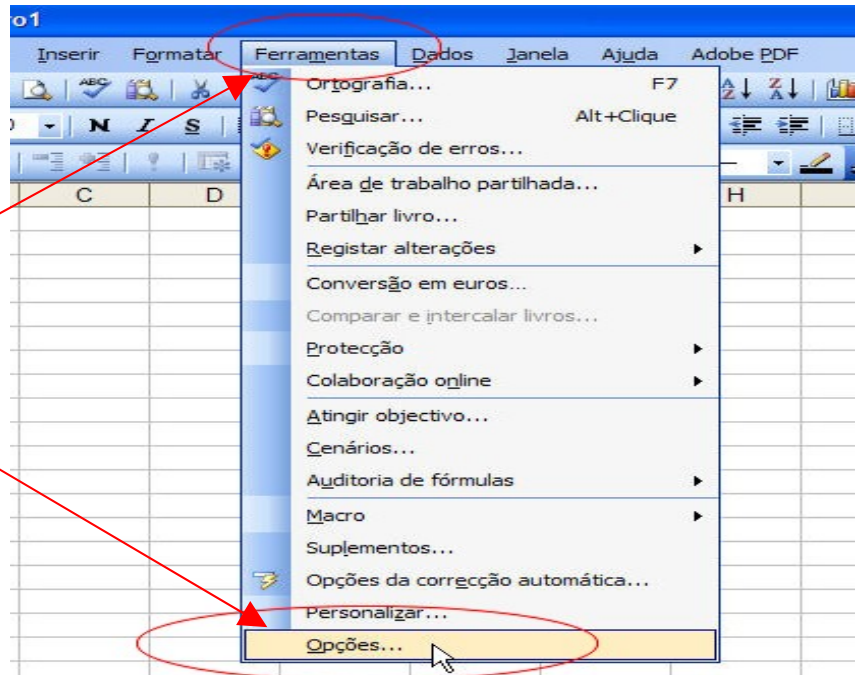 o1
Inserir Formatar Ferramentas Dados Janela Ajuda Adobe PDF
N I S
C D H
ABC Ortografia... F7
Pesquisar... Alt+Clique
Verificação de erros...
Área de trabalho partilhada...
Partilhar livro...
Registar alterações
Conversão em euros...
Comparar e intercalar livros...
Protecção
Colaboração online
Atingir objectivo...
Cenários...
Auditoria de fórmulas
Macro
Suplementos...
Opções da correcção automática...
Personalizar...
Opções...